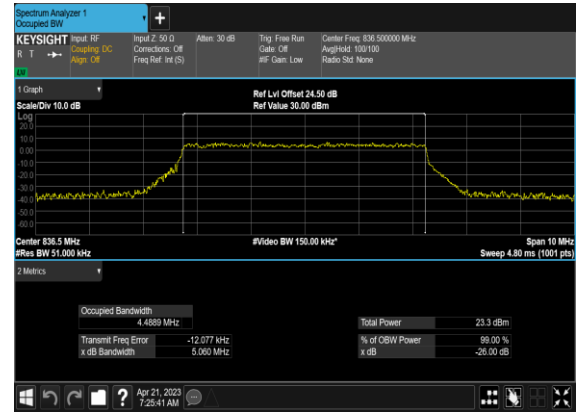 Spectrum Analyzer 1
Occupied BW
KEYSIGHT
R T
Input: RF
Coupling: DC
Align: Off
Input Z: 50 Ω
Corrections: Off
Freq Ref: Int (S)
Atten: 30 dB
Trig: Free Run
Gate: Off
#IF Gain: Low
Center Freq: 836.500000 MHz
Avg|Hold: 100/100
Radio Std: None
1 Graph
Scale/Div 10.0 dB
Ref Lvl Offset 24.50 dB
Ref Value 30.00 dBm
Log
20.0
10.0
0.00
-10.0
-20.0
-30.0
-40.0
-50.0
-60.0
Center 836.5 MHz
#Res BW 51.000 kHz
#Video BW 150.00 kHz*
Span 10 MHz
Sweep 4.80 ms (1001 pts)
2 Metrics
Occupied Bandwidth
4.4889 MHz
Transmit Freq Error -12.077 kHz
x dB Bandwidth 5.060 MHz
Total Power 23.3 dBm
% of OBW Power 99.00 %
x dB -26.00 dB
?
Apr 21, 2023
7:25:41 AM